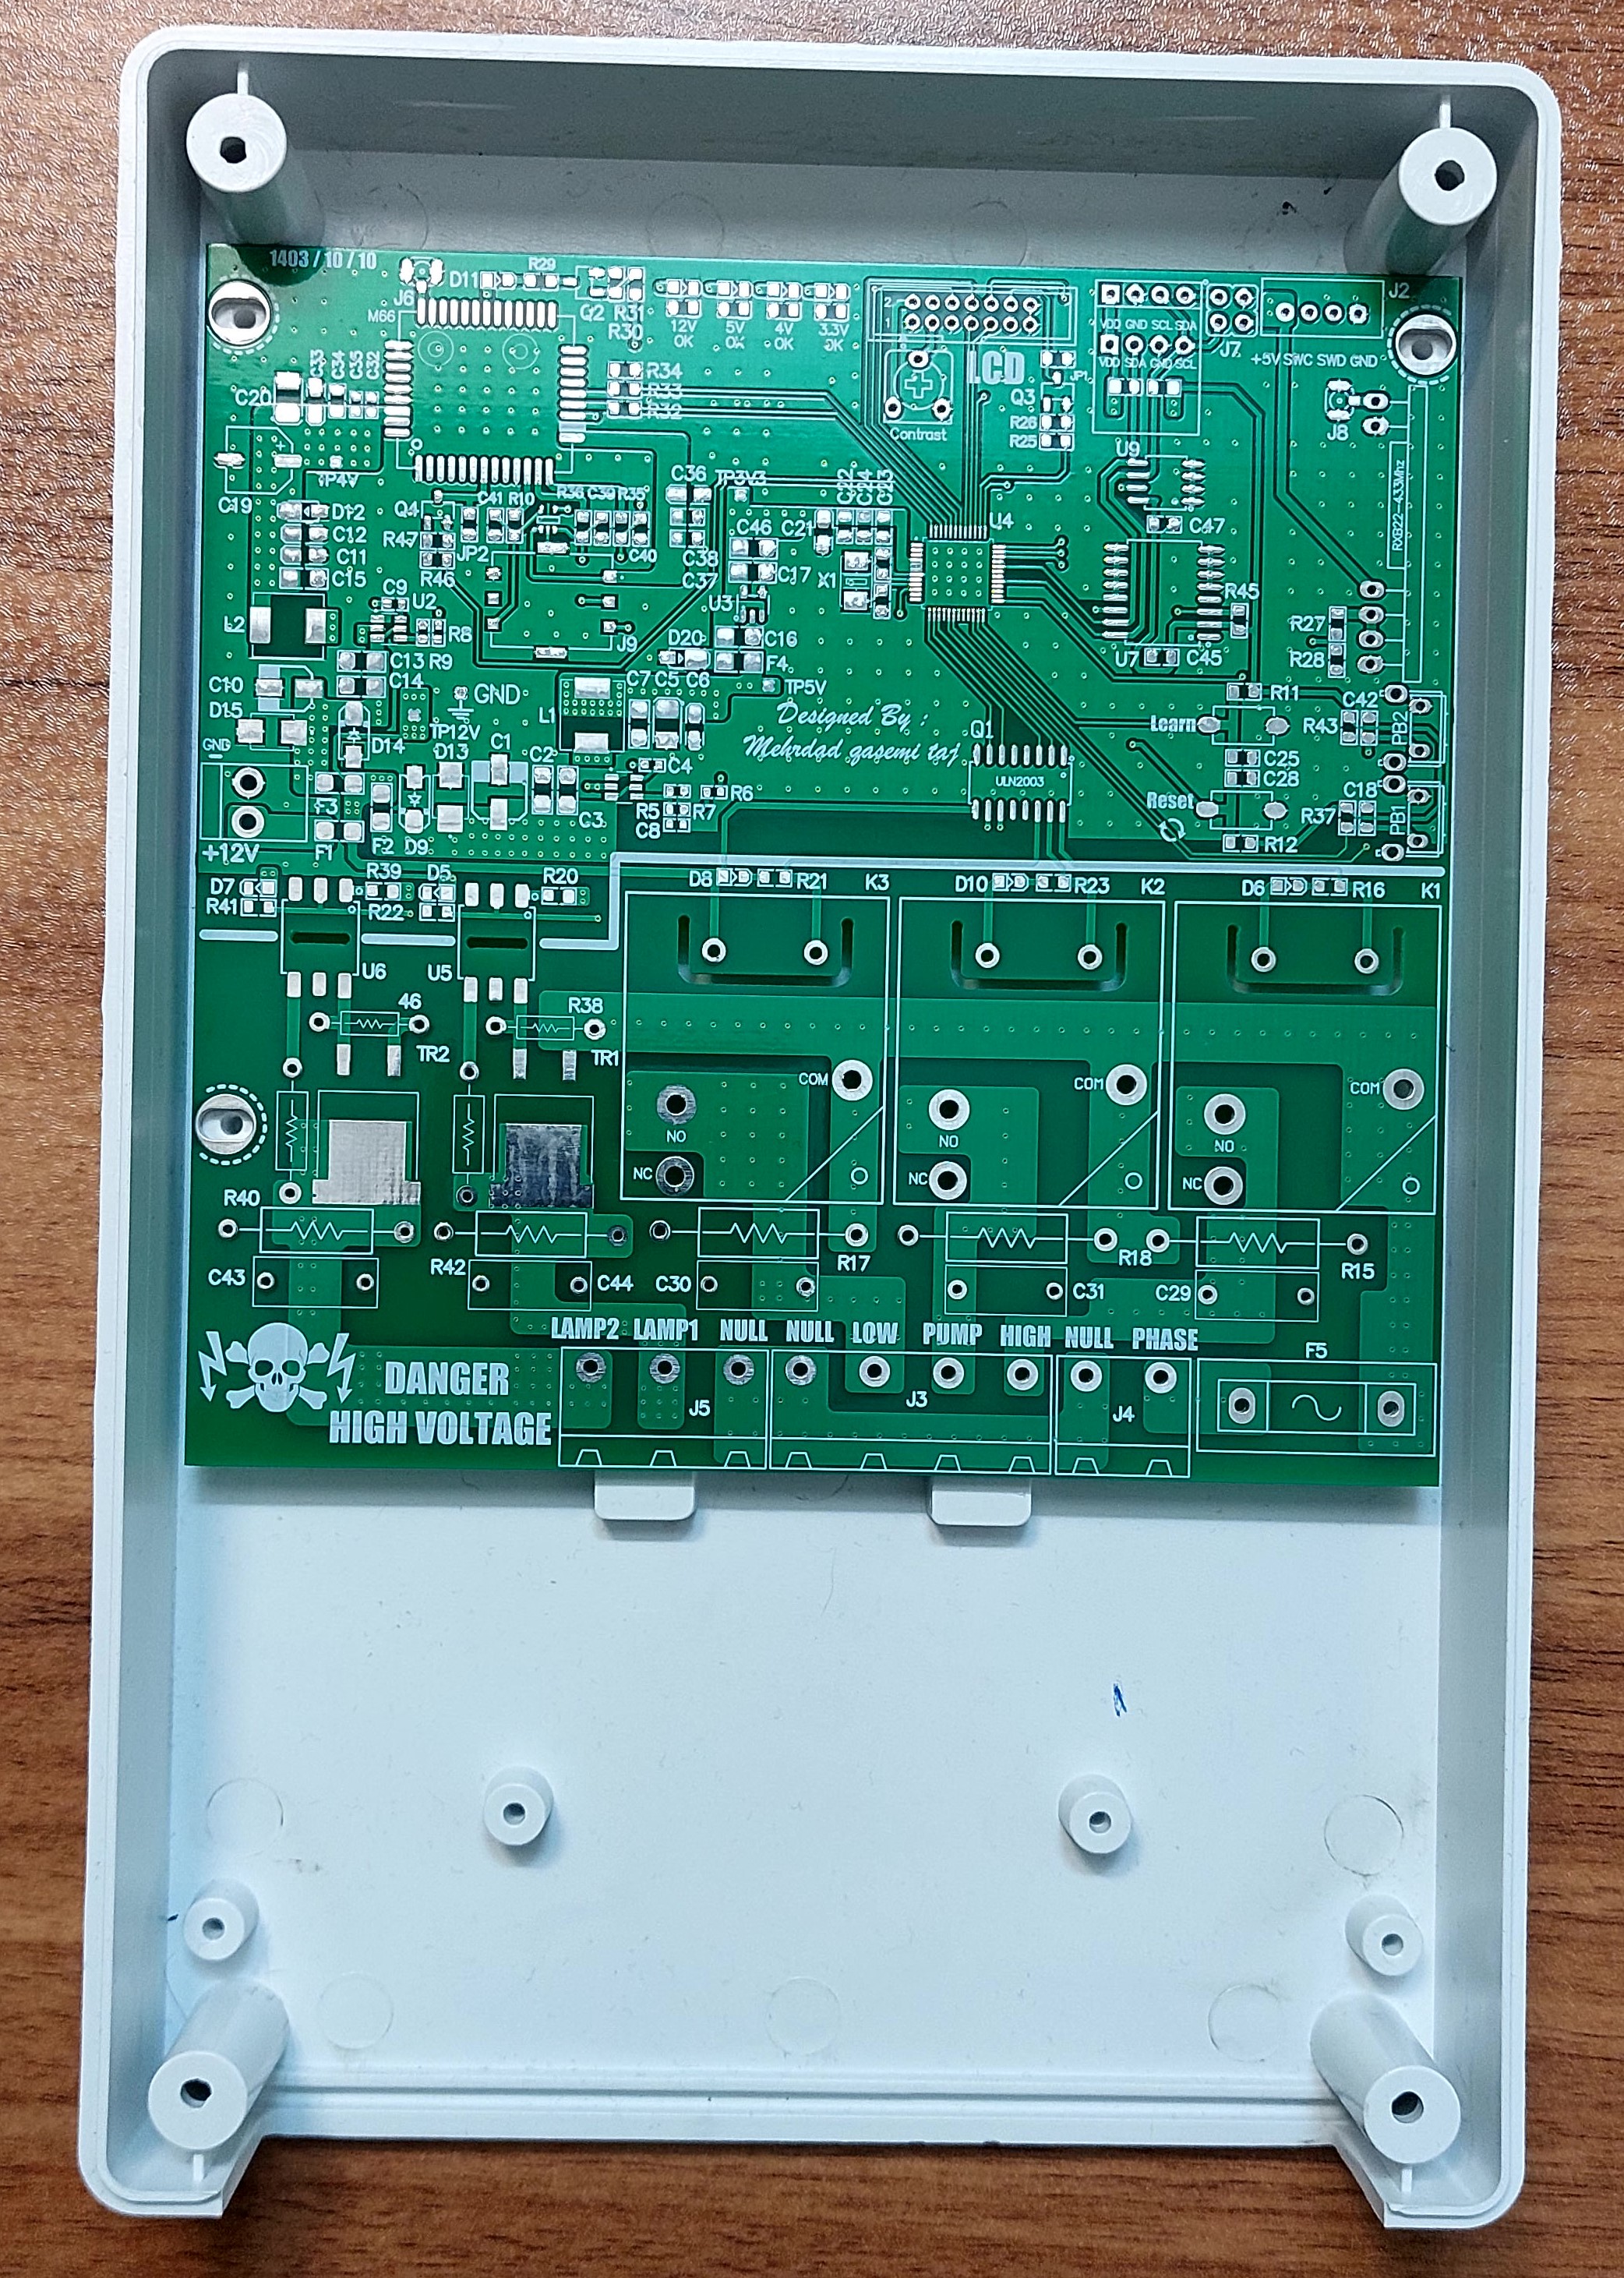 1403/10/10
J6
D11
R29
Q2
R31
R30
12V
OK
5V
OK
4V
OK
3.3V
OK
2
1
LCD
Contrast
JP1
Q3
R26
R25
VDD GND SCL SDA
VDD SDA GND SCL
J7
J2
+5V SWC SWD GND
J8
RXB22-433Mhz
M66
C33
C34
C35
C32
C20
R34
R33
R32
TP4V
C19
D12
C12
C11
C15
Q4
R47
JP2
R46
C41
R10
R36
C39
R35
C40
C36
TP3V3
C38
C37
C46
C21
C17
X1
U3
U4
U9
C47
R45
U7
C45
R27
R28
L2
C9
U2
R8
R9
C13
C14
J9
D20
C16
F4
C7 C5 C6
TP5V
C10
D15
GND
TP12V
L1
GND
D14
D13
C1
C2
C3
C4
R5
R7
R6
C8
F3
F1
F2
D9
+12V
Designed By :
Mehrdad qasemi taj
Q1
ULN2003
Learn
Reset
R11
C25
C28
R12
C42
R43
PB2
C18
R37
PB1
D7
R41
R39
R22
D5
R20
U6
U5
D8
R21
K3
D10
R23
K2
D6
R16
K1
46
TR2
R38
TR1
COM
NO
NC
COM
NO
NC
COM
NO
NC
R40
C43
R42
C44
C30
R17
R18
C31
C29
R15
LAMP2 LAMP1 NULL NULL LOW PUMP HIGH NULL PHASE
F5
J5
J3
J4
DANGER
HIGH VOLTAGE